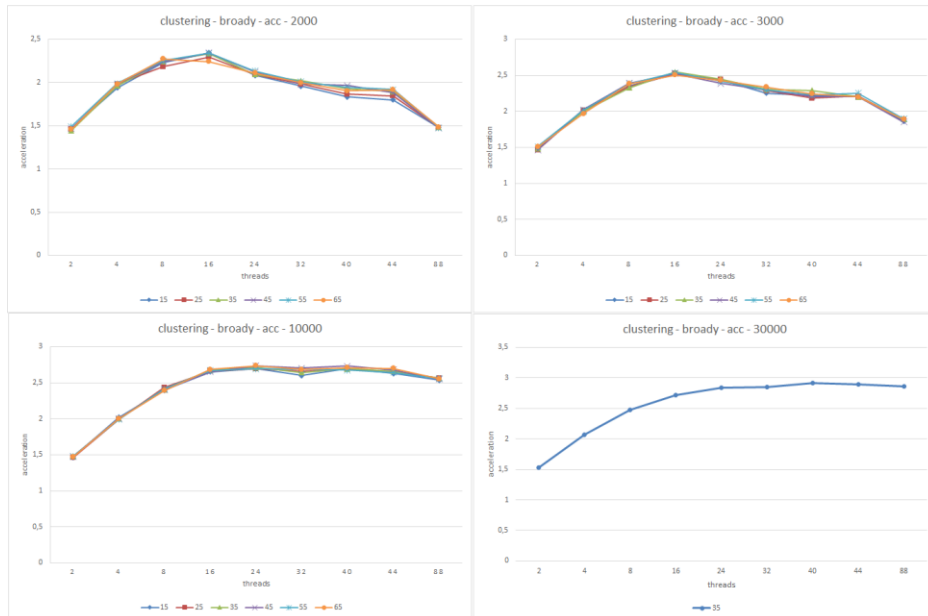 clustering - broady - acc - 2000
2,5
2
1,5
1
0,5
0
acceleration
2 4 8 16 24 32 40 44 88
threads
15 25 35 45 55 65
clustering - broady - acc - 3000
3
2,5
2
1,5
1
0,5
0
acceleration
2 4 8 16 24 32 40 44 88
threads
15 25 35 45 55 65
clustering - broady - acc - 10000
3
2,5
2
1,5
1
0,5
0
acceleration
2 4 8 16 24 32 40 44 88
threads
15 25 35 45 55 65
clustering - broady - acc - 30000
3,5
3
2,5
2
1,5
1
0,5
0
acceleration
2 4 8 16 24 32 40 44 88
threads
35